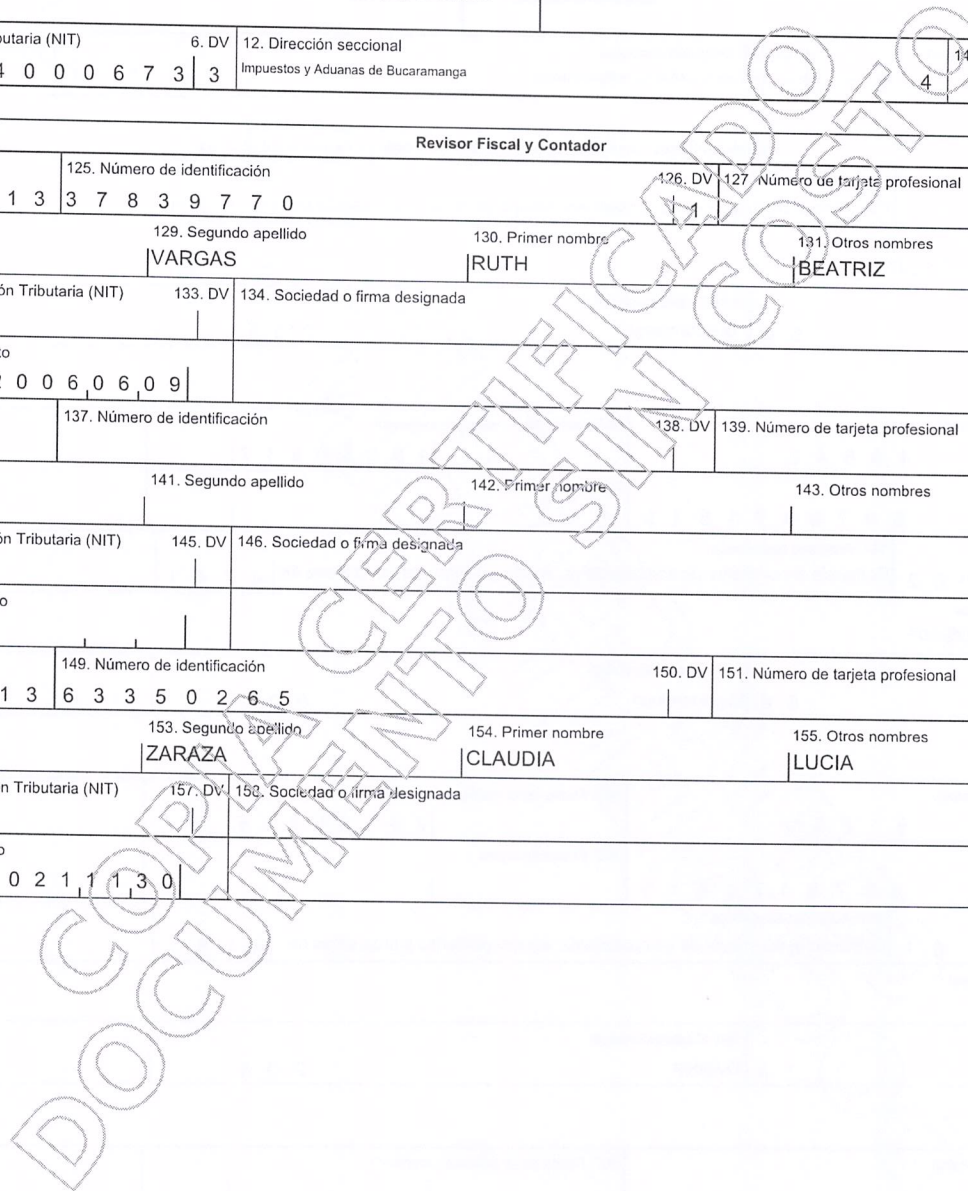 butaria (NIT) 6. DV 12. Dirección seccional 14
4 0 0 0 6 7 3 3 Impuestos y Aduanas de Bucaramanga 4
Revisor Fiscal y Contador
125. Número de identificación 126. DV 127 Número de tarjeta profesional
1 3 3 7 8 3 9 7 7 0 1
129. Segundo apellido 130. Primer nombre 131. Otros nombres
VARGAS RUTH BEATRIZ
ón Tributaria (NIT) 133. DV 134. Sociedad o firma designada
to
2 0 0 6 0 6 0 9
137. Número de identificación 138. DV 139. Número de tarjeta profesional
141. Segundo apellido 142. Primer nombre 143. Otros nombres
ón Tributaria (NIT) 145. DV 146. Sociedad o firma designada
o
149. Número de identificación 150. DV 151. Número de tarjeta profesional
1 3 6 3 3 5 0 2 6 5
153. Segundo apellido 154. Primer nombre 155. Otros nombres
ZARAZA CLAUDIA LUCIA
n Tributaria (NIT) 157. DV 158. Sociedad o firma designada
o
0 2 1 1 1 3 0
COPIA CERTIFICADO
DOCUMENTO SIN COSTO